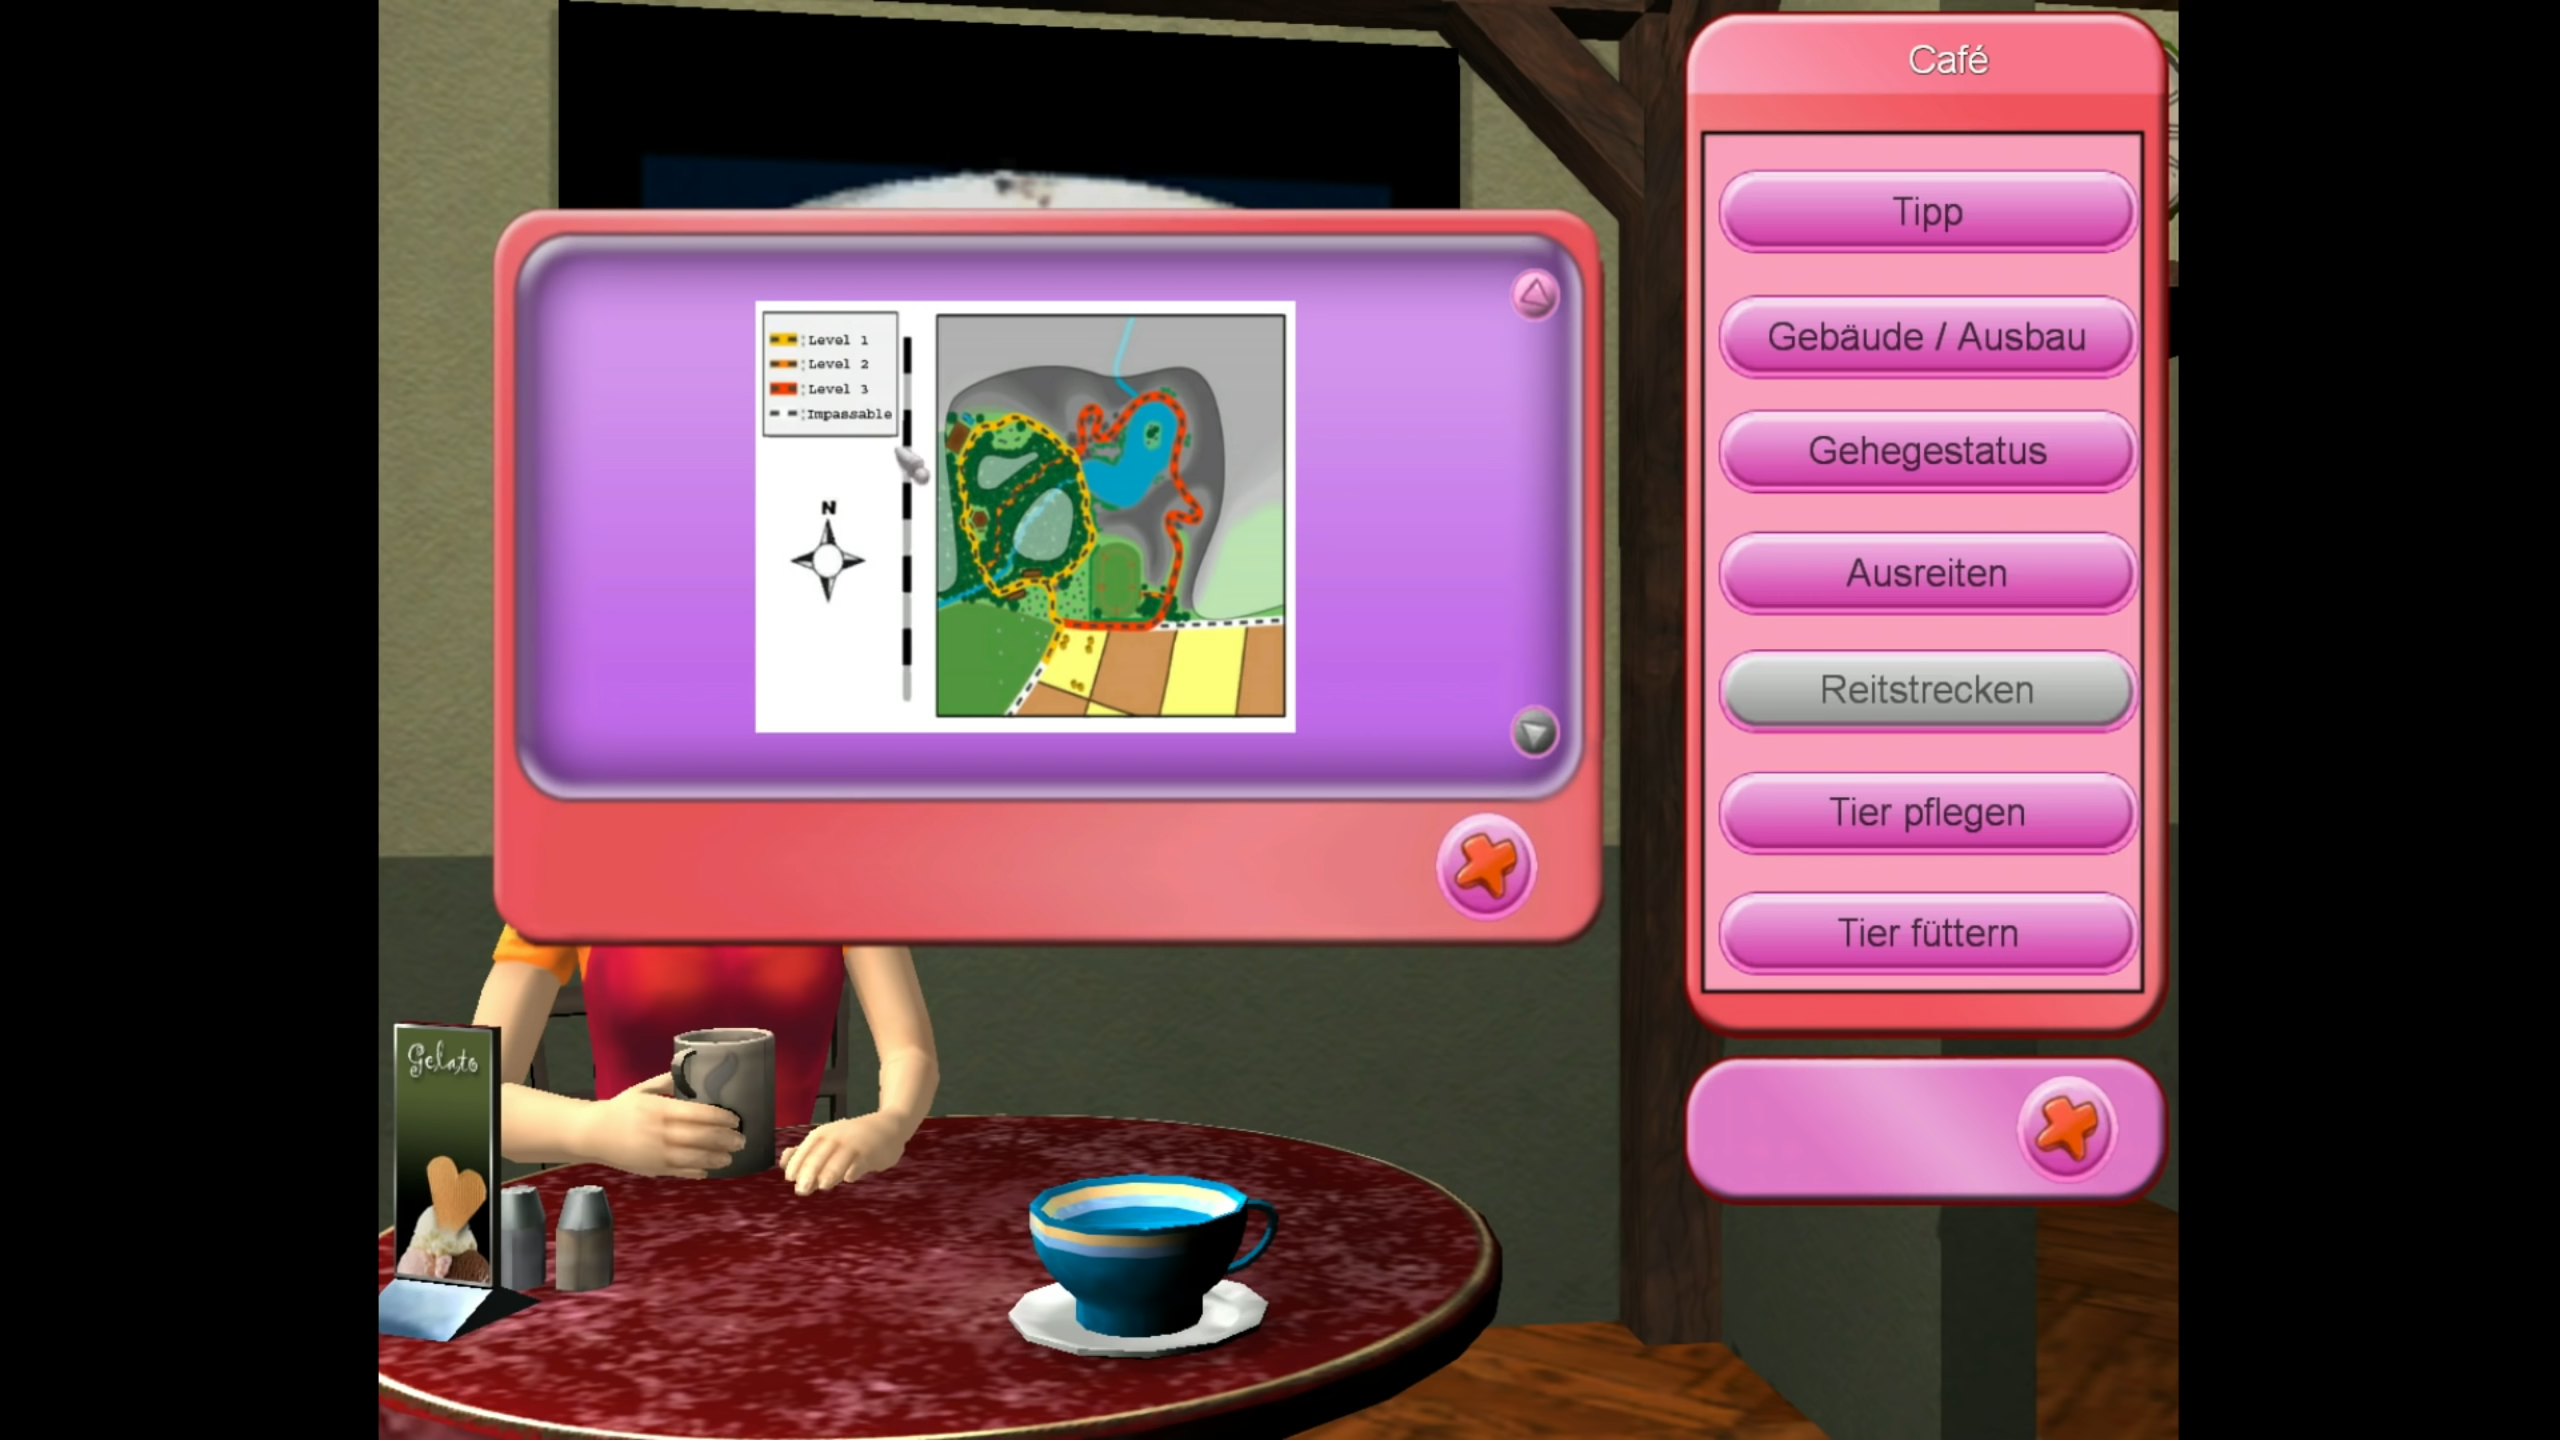 Café
Tipp
Gebäude / Ausbau
Gehegestatus
Ausreiten
Reitstrecken
Tier pflegen
Tier füttern
:Level 1
:Level 2
:Level 3
:Impassable
N
Gelato